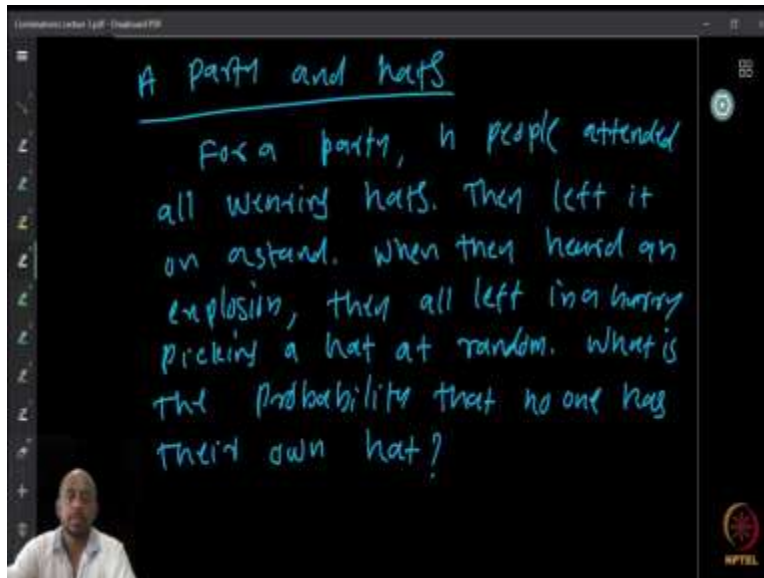 A Party and hats
For a party, n people attended
all wearing hats. They left it
on a stand. When they heard an
explosion, they all left in a hurry
picking a hat at random. What is
the probability that no one has
their own hat?
NPTEL